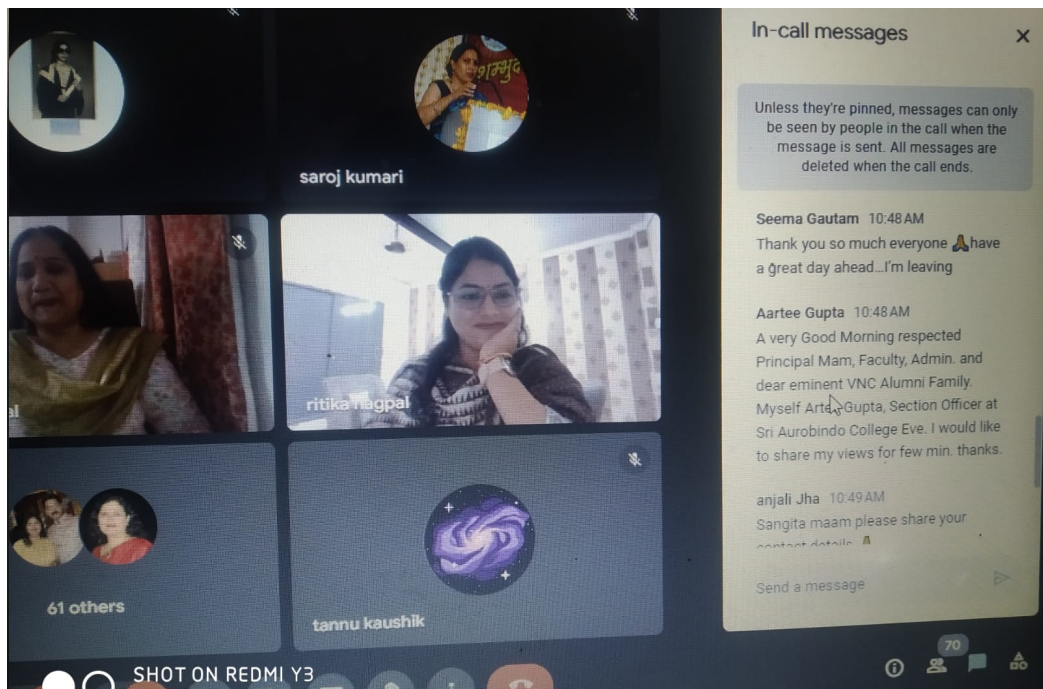 शम्भुद
saroj kumari
al
ritika nagpal
61 others
tannu kaushik
SHOT ON REDMI Y3
In-call messages
Unless they're pinned, messages can only
be seen by people in the call when the
message is sent. All messages are
deleted when the call ends.
Seema Gautam 10:48 AM
Thank you so much everyone 🙏have
a great day ahead...I'm leaving
Aartee Gupta 10:48 AM
A very Good Morning respected
Principal Mam, Faculty, Admin. and
dear eminent VNC Alumni Family.
Myself Artee Gupta, Section Officer at
Sri Aurobindo College Eve. I would like
to share my views for few min. thanks.
anjali Jha 10:49 AM
Sangita maam please share your
contact details 🙏
Send a message
70